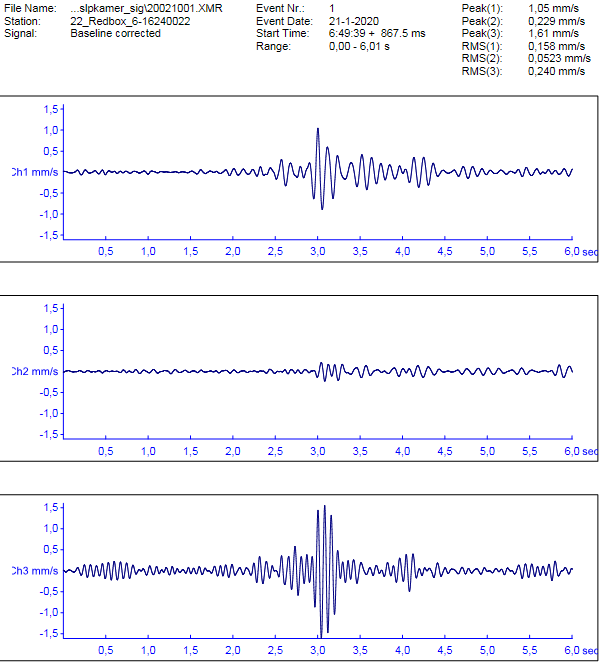 File Name: ...slpkamer_sig\20021001.XMR Event Nr.: 1 Peak(1): 1,05 mm/s
Station: 22_Redbox_6-16240022 Event Date: 21-1-2020 Peak(2): 0,229 mm/s
Signal: Baseline corrected Start Time: 6:49:39 + 867.5 ms Peak(3): 1,61 mm/s
Range: 0,00 - 6,01 s RMS(1): 0,158 mm/s
RMS(2): 0,0523 mm/s
RMS(3): 0,240 mm/s
1,5
1,0
0,5
Ch1 mm/s
-0,5
-1,0
-1,5
0,5 1,0 1,5 2,0 2,5 3,0 3,5 4,0 4,5 5,0 5,5 6,0 sec
1,5
1,0
0,5
Ch2 mm/s
-0,5
-1,0
-1,5
0,5 1,0 1,5 2,0 2,5 3,0 3,5 4,0 4,5 5,0 5,5 6,0 sec
1,5
1,0
0,5
Ch3 mm/s
-0,5
-1,0
-1,5
0,5 1,0 1,5 2,0 2,5 3,0 3,5 4,0 4,5 5,0 5,5 6,0 sec